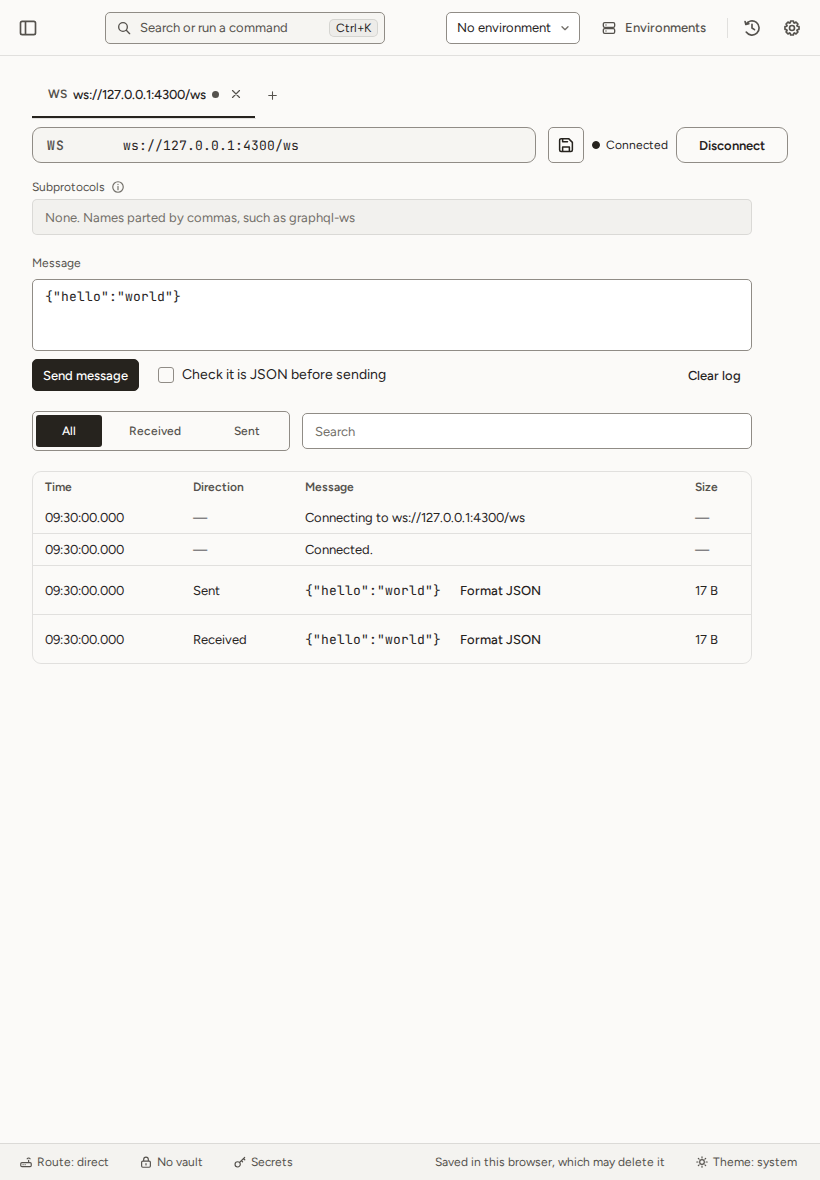 Search or run a command Ctrl+K No environment Environments
WS ws://127.0.0.1:4300/ws
WS ws://127.0.0.1:4300/ws Connected Disconnect
Subprotocols
None. Names parted by commas, such as graphql-ws
Message
{"hello":"world"}
Send message Check it is JSON before sending Clear log
All Received Sent Search
Time Direction Message Size
09:30:00.000 — Connecting to ws://127.0.0.1:4300/ws —
09:30:00.000 — Connected. —
09:30:00.000 Sent {"hello":"world"} Format JSON 17 B
09:30:00.000 Received {"hello":"world"} Format JSON 17 B
Route: direct No vault Secrets Saved in this browser, which may delete it Theme: system